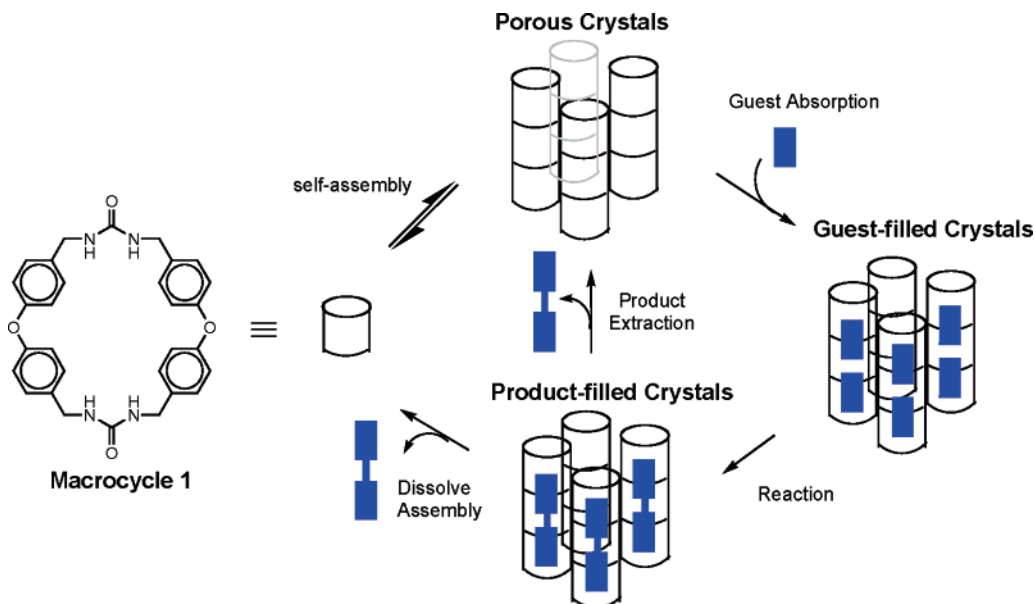 Porous Crystals
Guest Absorption
self-assembly
Guest-filled Crystals
O
N
H
N
H
O
O
≡
Product
Extraction
H
N
H
N
O
Macrocycle 1
Product-filled Crystals
Dissolve
Assembly
Reaction